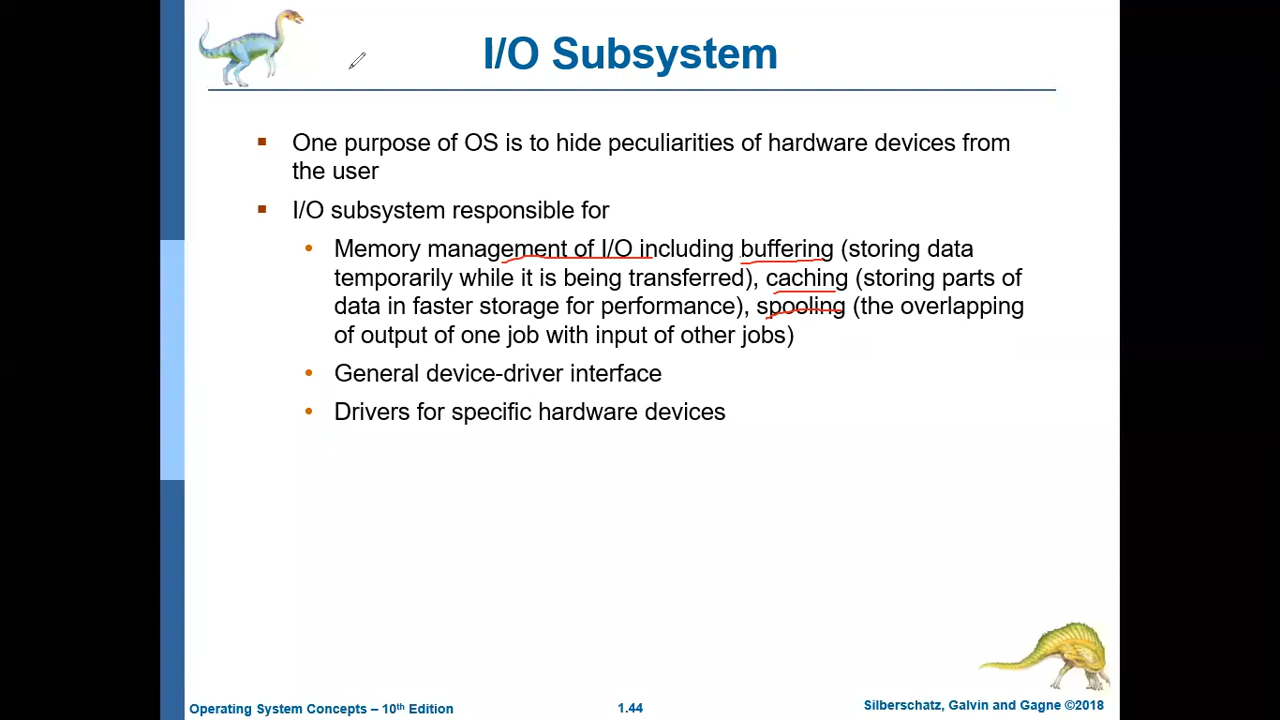 I/O Subsystem
One purpose of OS is to hide peculiarities of hardware devices from
the user
I/O subsystem responsible for
Memory management of I/O including buffering (storing data
temporarily while it is being transferred), caching (storing parts of
data in faster storage for performance), spooling (the overlapping
of output of one job with input of other jobs)
General device-driver interface
Drivers for specific hardware devices
Operating System Concepts – 10th Edition
1.44
Silberschatz, Galvin and Gagne ©2018